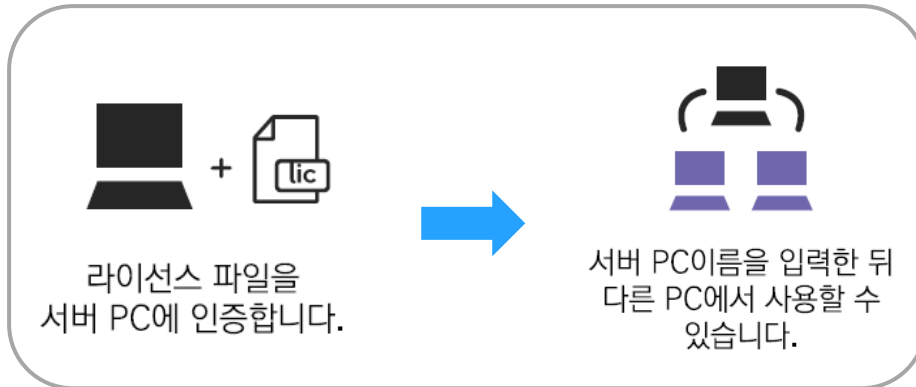 +
lic
라이선스 파일을
서버 PC에 인증합니다.
서버 PC이름을 입력한 뒤
다른 PC에서 사용할 수
있습니다.